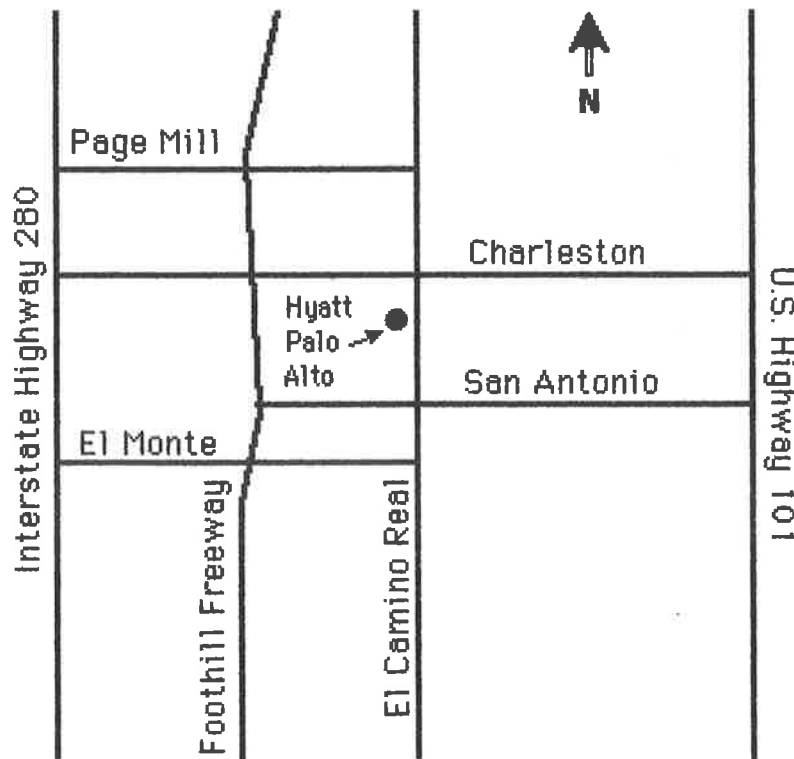 N
Page Mill
Interstate Highway 280
Charleston
U.S. Highway 101
Hyatt
Palo
Alto
San Antonio
El Monte
Foothill Freeway
El Camino Real